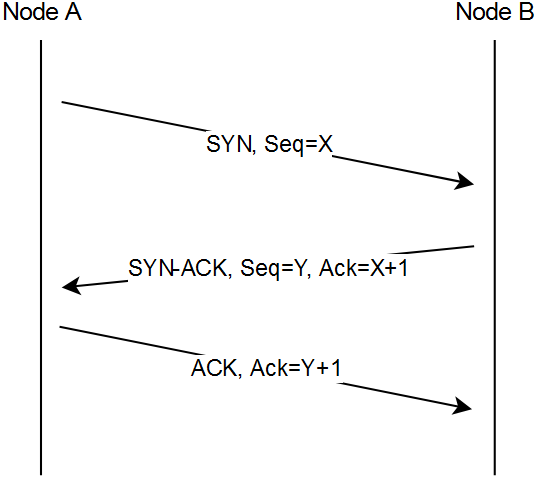 Node A
Node B
SYN, Seq=X
SYN-ACK, Seq=Y, Ack=X+1
ACK, Ack=Y+1